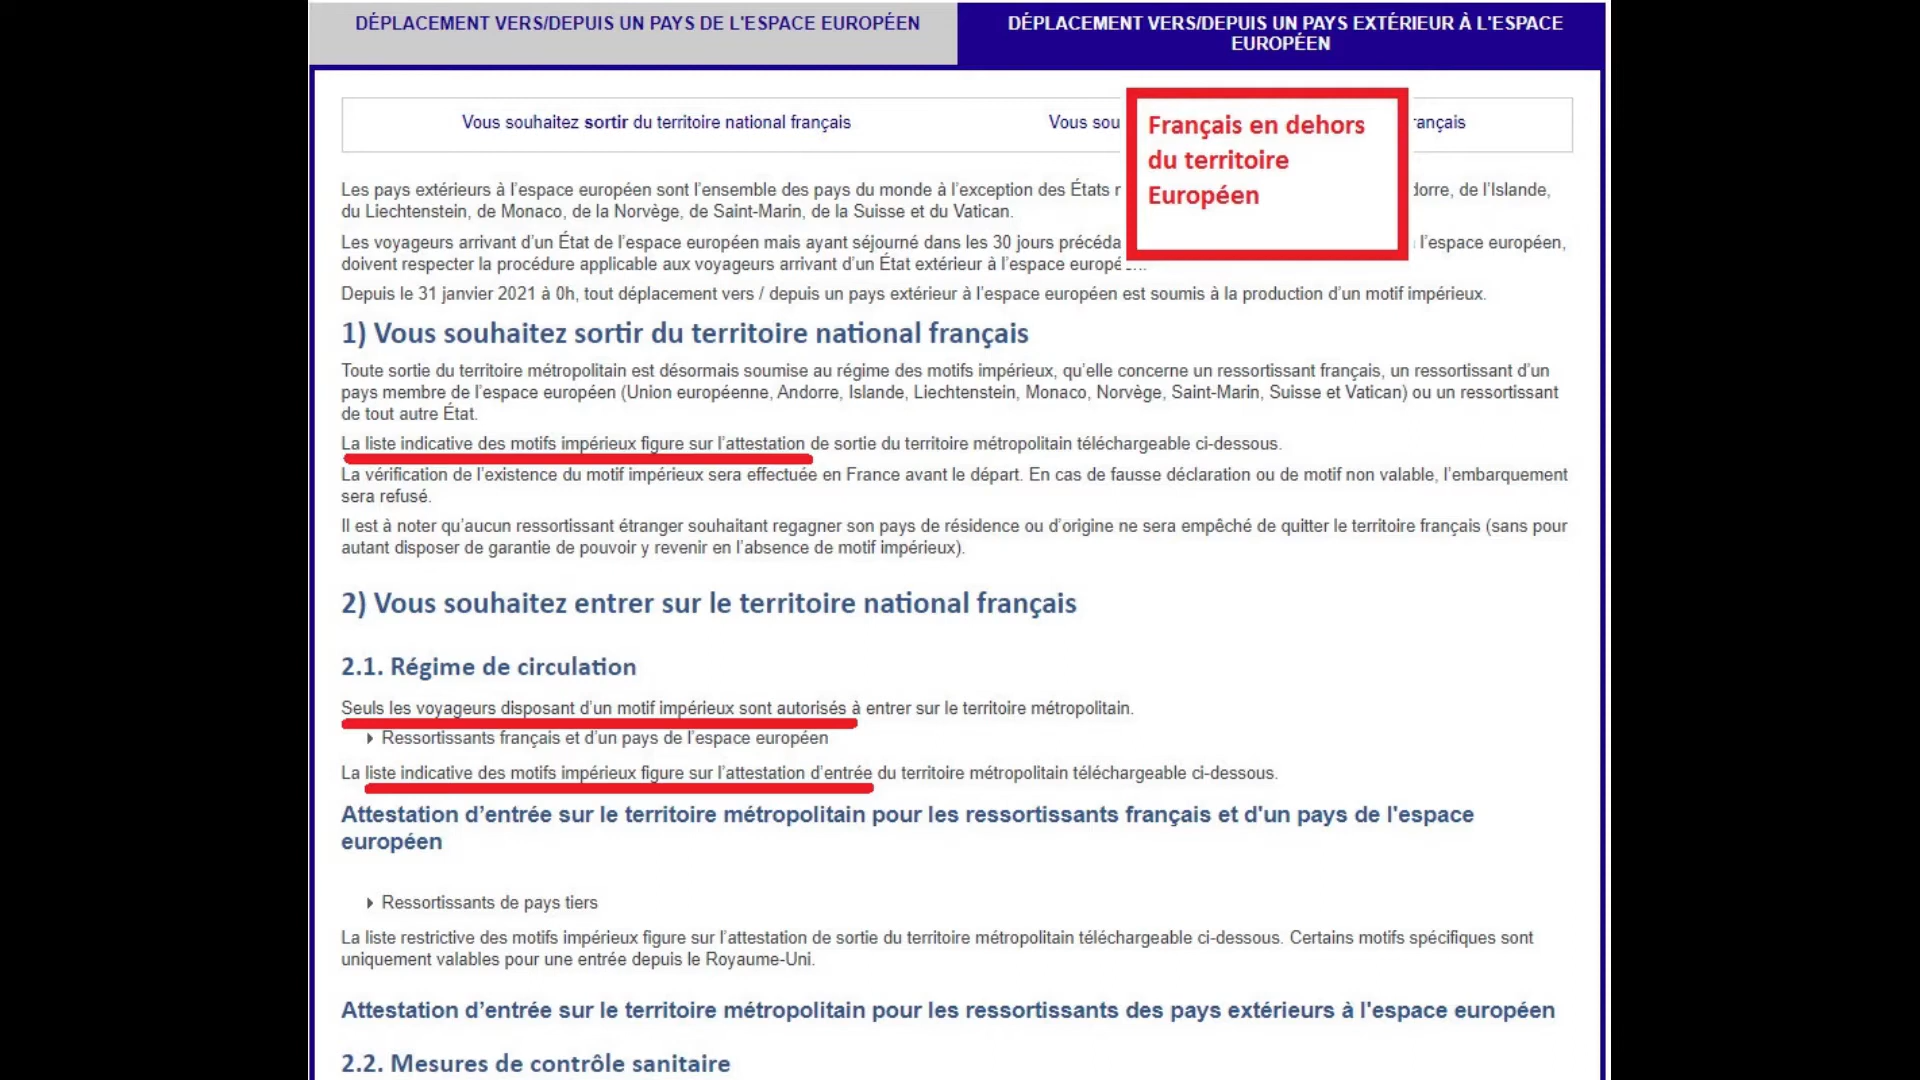 DÉPLACEMENT VERS/DEPUIS UN PAYS DE L'ESPACE EUROPÉEN
DÉPLACEMENT VERS/DEPUIS UN PAYS EXTÉRIEUR À L'ESPACE
EUROPÉEN
Vous souhaitez sortir du territoire national français
Vous
Français en dehors
du territoire
Européen
Les pays extérieurs à l’espace européen sont l’ensemble des pays du monde à l’exception des États de l’Islande,
du Liechtenstein, de Monaco, de la Norvège, de Saint-Marin, de la Suisse et du Vatican.
Les voyageurs arrivant d’un État de l’espace européen mais ayant séjourné dans les 30 jours l’espace européen,
doivent respecter la procédure applicable aux voyageurs arrivant d’un État extérieur à l’espace
Depuis le 31 janvier 2021 à 0h, tout déplacement vers / depuis un pays extérieur à l’espace européen est soumis à la production d’un motif impérieux.
1) Vous souhaitez sortir du territoire national français
Toute sortie du territoire métropolitain est désormais soumise au régime des motifs impérieux, qu’elle concerne un ressortissant français, un ressortissant d’un
pays membre de l’espace européen (Union européenne, Andorre, Islande, Liechtenstein, Monaco, Norvège, Saint-Marin, Suisse et Vatican) ou un ressortissant
de tout autre État.
La liste indicative des motifs impérieux figure sur l’attestation de sortie du territoire métropolitain téléchargeable ci-dessous.
La vérification de l’existence du motif impérieux sera effectuée en France avant le départ. En cas de fausse déclaration ou de motif non valable, l’embarquement
sera refusé.
Il est à noter qu’aucun ressortissant étranger souhaitant regagner son pays de résidence ou d’origine ne sera empêché de quitter le territoire français (sans pour
autant disposer de garantie de pouvoir y revenir en l’absence de motif impérieux).
2) Vous souhaitez entrer sur le territoire national français
2.1. Régime de circulation
Seuls les voyageurs disposant d’un motif impérieux sont autorisés à entrer sur le territoire métropolitain.
Ressortissants français et d’un pays de l’espace européen
La liste indicative des motifs impérieux figure sur l’attestation d’entrée du territoire métropolitain téléchargeable ci-dessous.
Attestation d’entrée sur le territoire métropolitain pour les ressortissants français et d'un pays de l'espace
européen
Ressortissants de pays tiers
La liste restrictive des motifs impérieux figure sur l’attestation de sortie du territoire métropolitain téléchargeable ci-dessous. Certains motifs spécifiques sont
uniquement valables pour une entrée depuis le Royaume-Uni.
Attestation d’entrée sur le territoire métropolitain pour les ressortissants des pays extérieurs à l'espace européen
2.2. Mesures de contrôle sanitaire